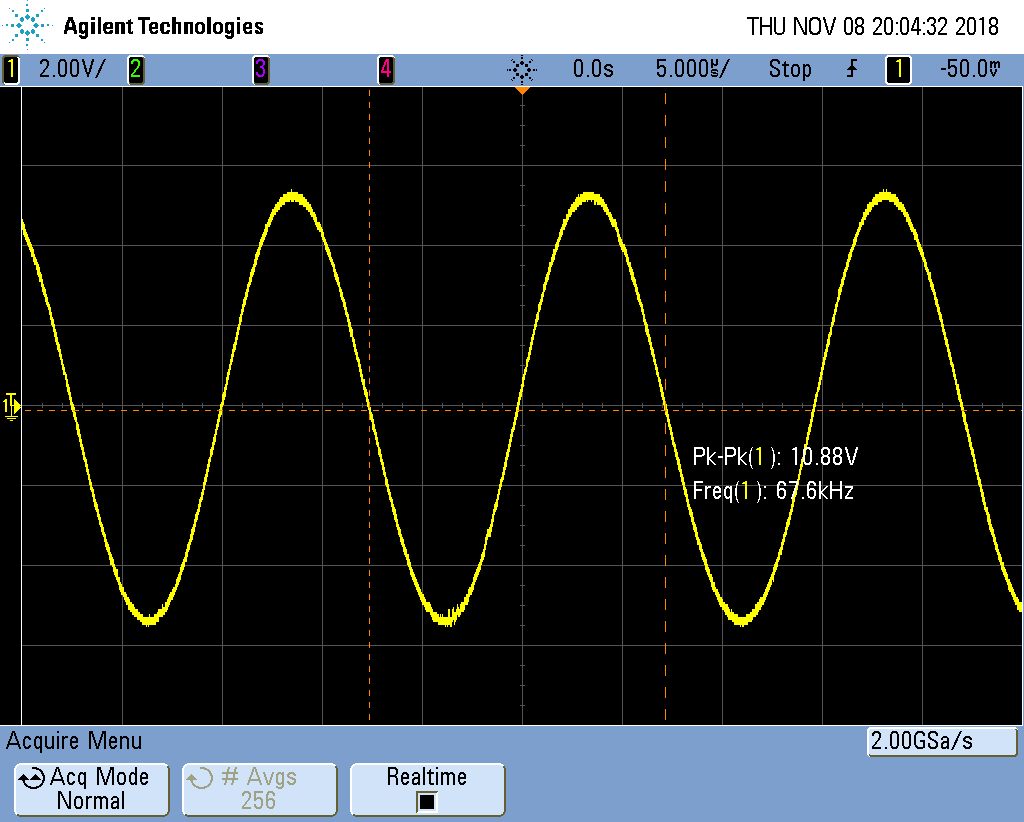 Agilent Technologies THU NOV 08 20:04:32 2018
1 2.00V/ 2 3 4 0.0s 5.000µs/ Stop 1 -50.0mV
1
Pk-Pk(1): 10.88V
Freq(1): 67.6kHz
Acquire Menu 2.00GSa/s
Acq Mode # Avgs Realtime
Normal 256